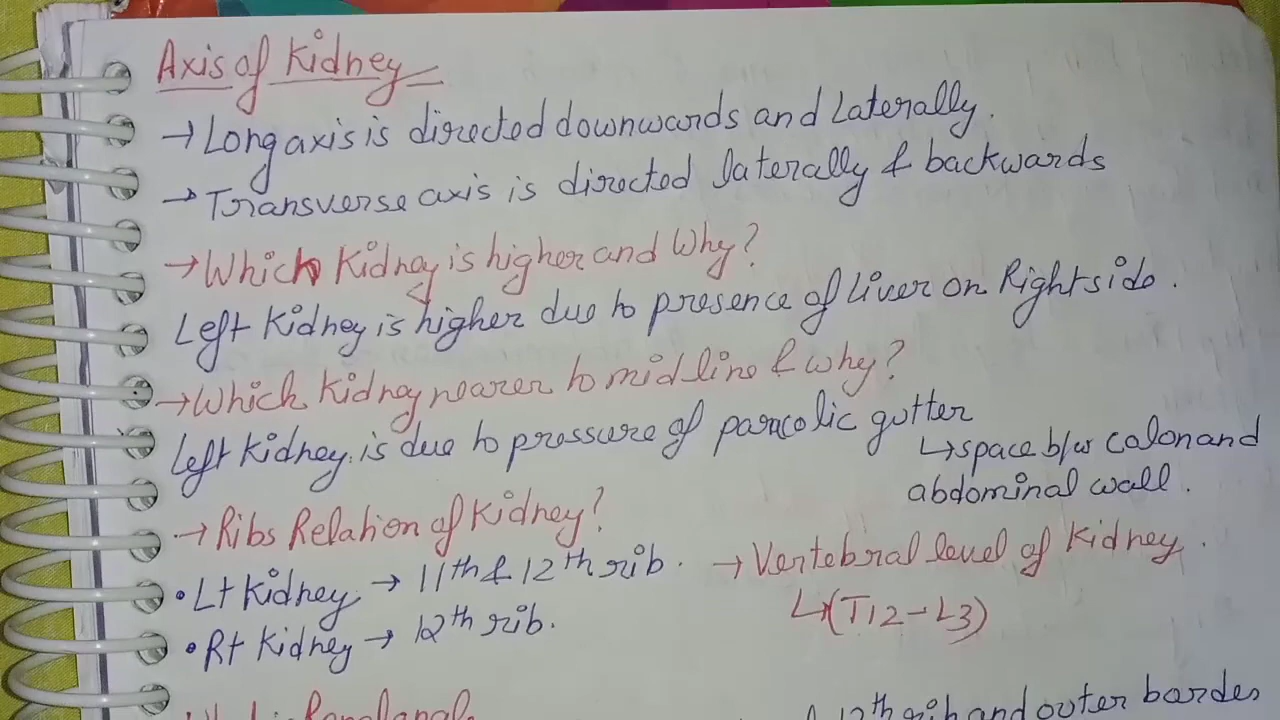 Axis of Kidney
→ Long axis is directed downwards and Laterally.
→ Transverse axis is directed laterally & backwards
→ Which Kidney is higher and Why?
Left Kidney is higher due to presence of Liver on Right side.
→ Which Kidney nearer to midline & why?
Left Kidney. is due to pressure of paracolic gutter
↳ space b/w colon and
abdominal wall.
→ Ribs Relation of Kidney?
• Lt Kidney → 11th & 12th rib.
• Rt Kidney → 12th rib.
→ Vertebral level of Kidney.
↳ (T12 - L3)
12th rib and outer border